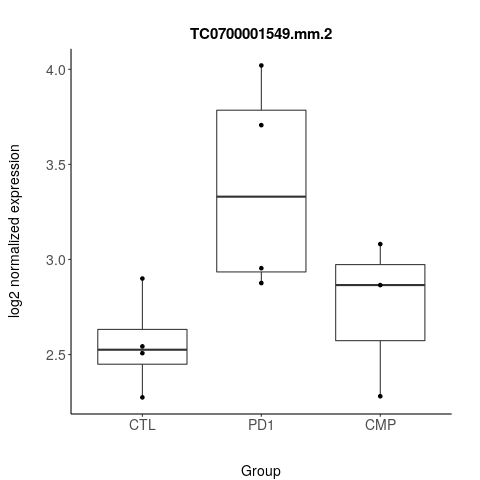 TC0700001549.mm.2
log2 normalized expression
4.0
3.5
3.0
2.5
CTL PD1 CMP
Group